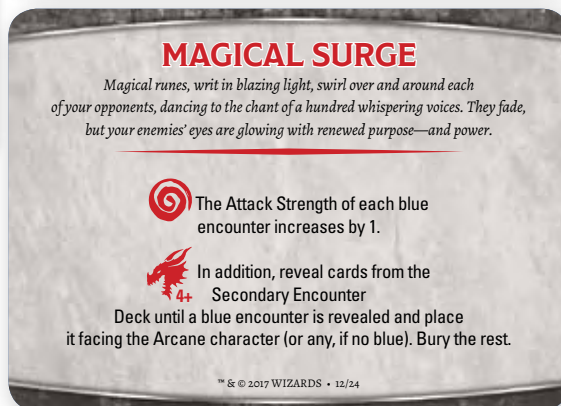 MAGICAL SURGE
Magical runes, writ in blazing light, swirl over and around each
of your opponents, dancing to the chant of a hundred whispering voices. They fade,
but your enemies’ eyes are glowing with renewed purpose—and power.
The Attack Strength of each blue
encounter increases by 1.
In addition, reveal cards from the
4+ Secondary Encounter
Deck until a blue encounter is revealed and place
it facing the Arcane character (or any, if no blue). Bury the rest.
™ & © 2017 WIZARDS • 12/24